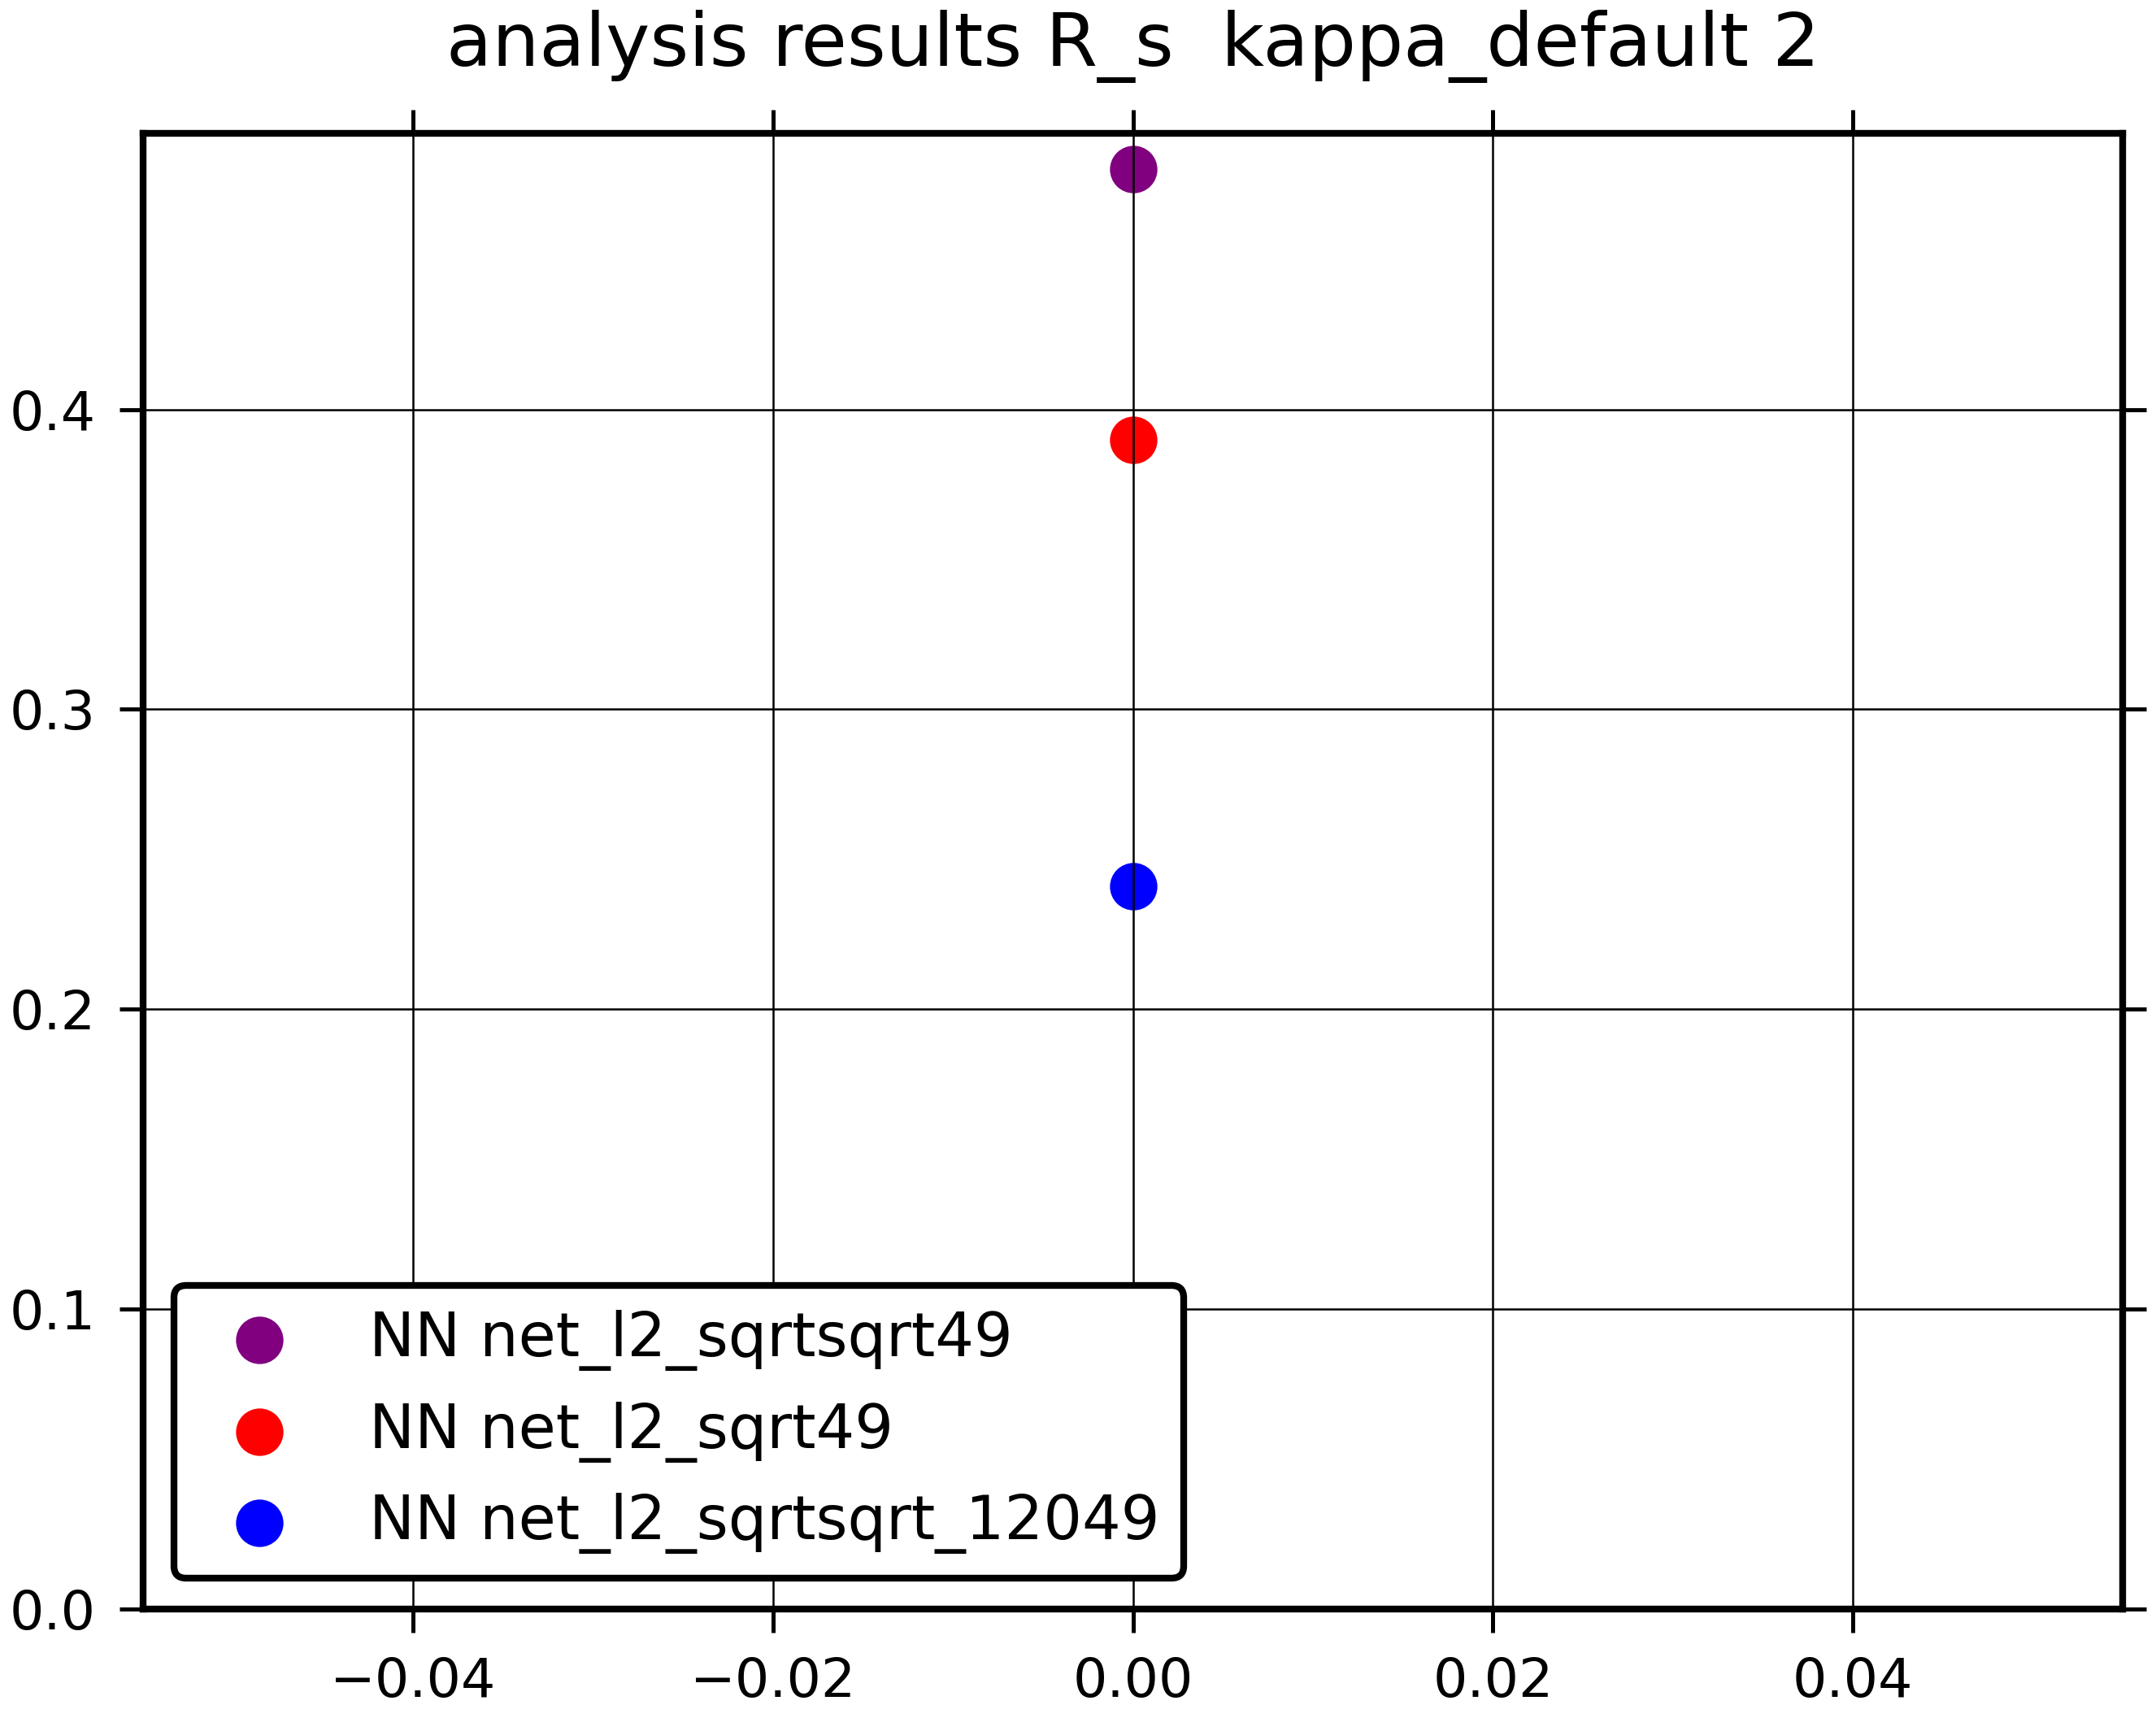 analysis results R_s  kappa_default 2
0.4
0.3
0.2
0.1
0.0
NN net_l2_sqrtsqrt49
NN net_l2_sqrt49
NN net_l2_sqrtsqrt_12049
−0.04 −0.02 0.00 0.02 0.04